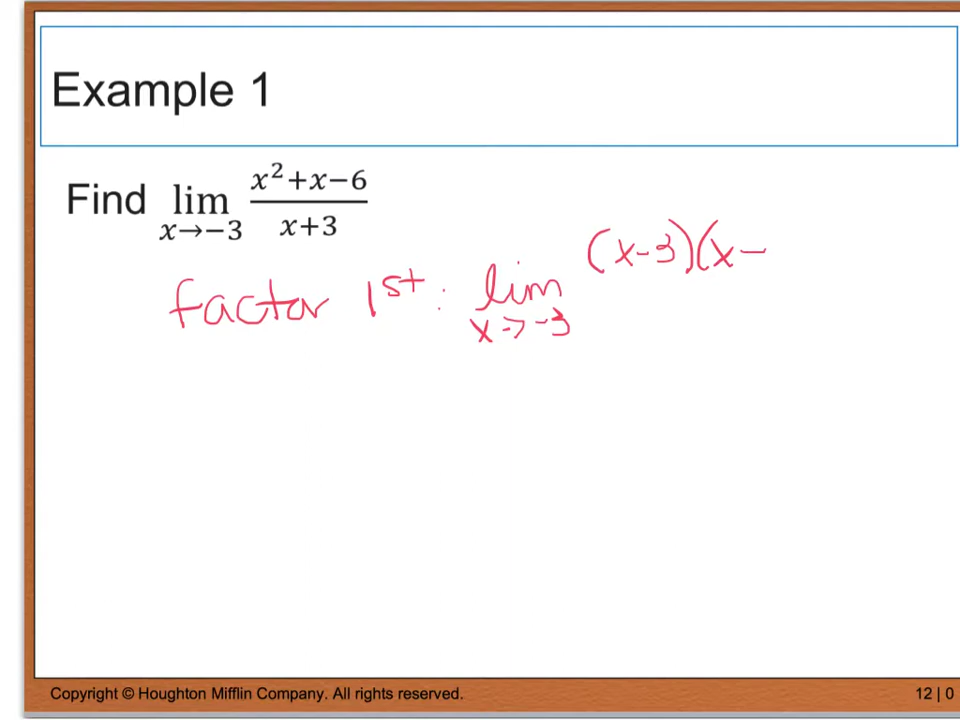 Example 1
Find lim x→−3 x²+x−6 / x+3
factor 1st: lim x→-3 (x-3)(x-
Copyright © Houghton Mifflin Company. All rights reserved. 12 | 0